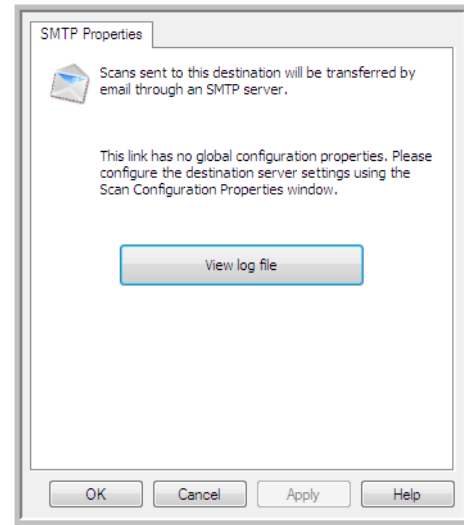 SMTP Properties
Scans sent to this destination will be transferred by
email through an SMTP server.
This link has no global configuration properties. Please
configure the destination server settings using the
Scan Configuration Properties window.
View log file
OK Cancel Apply Help